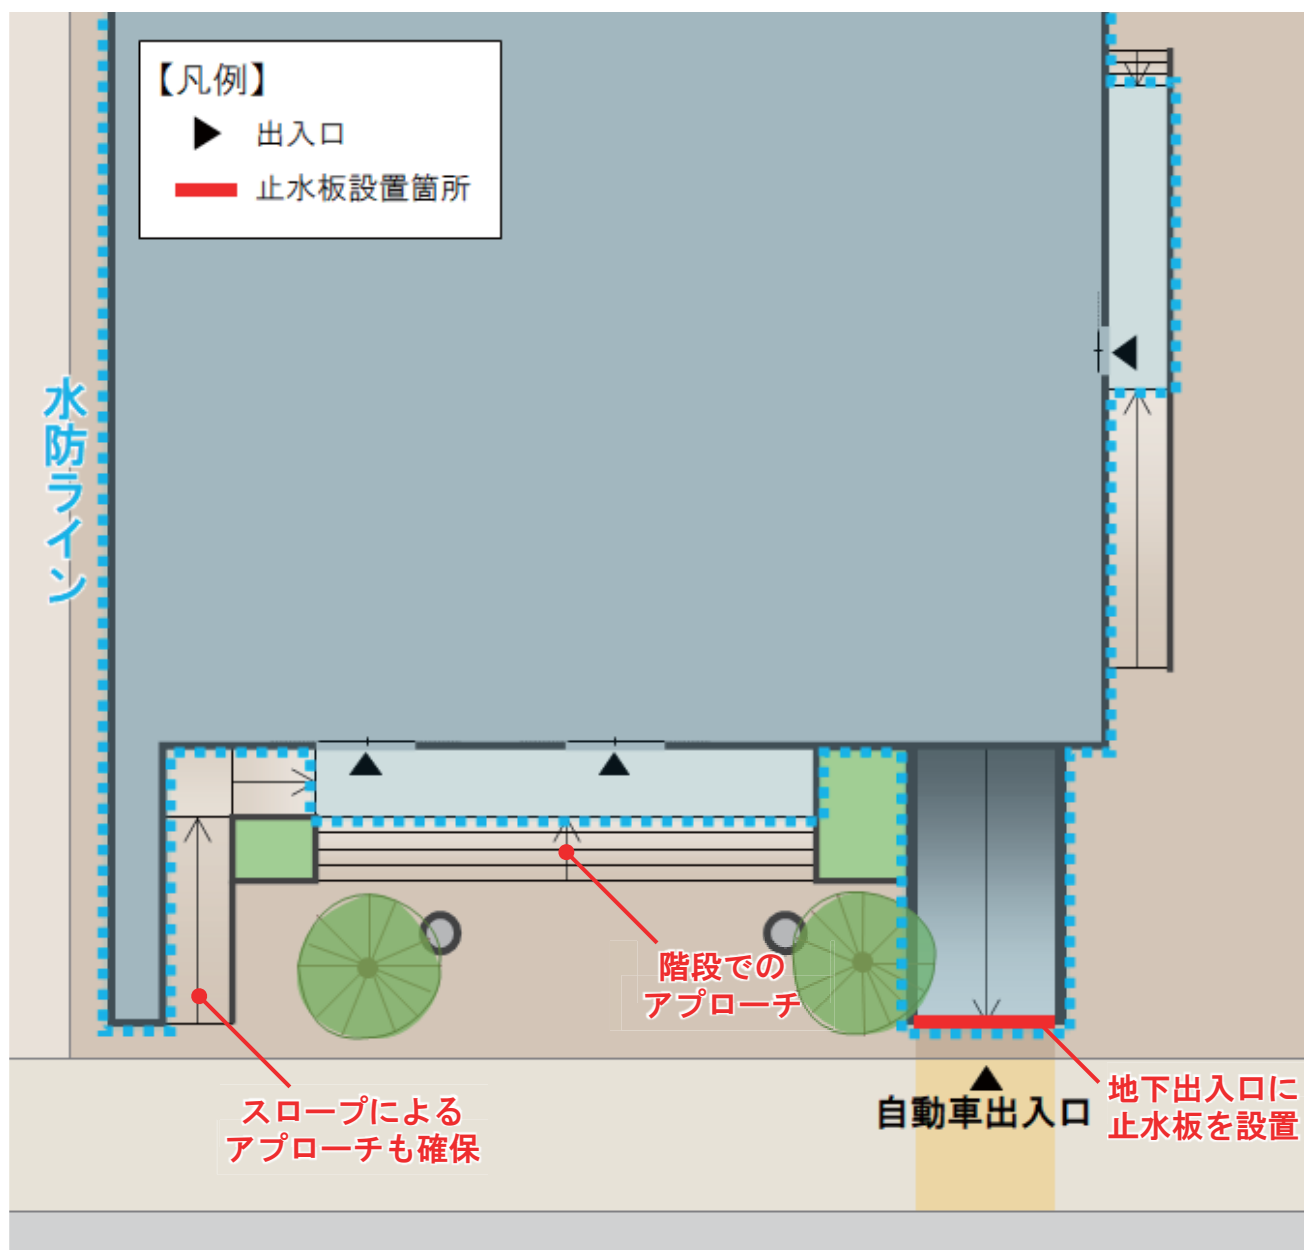 【凡例】
出入口
止水板設置箇所
水防ライン
階段での
アプローチ
スロープによる
アプローチも確保
自動車出入口
地下出入口に
止水板を設置